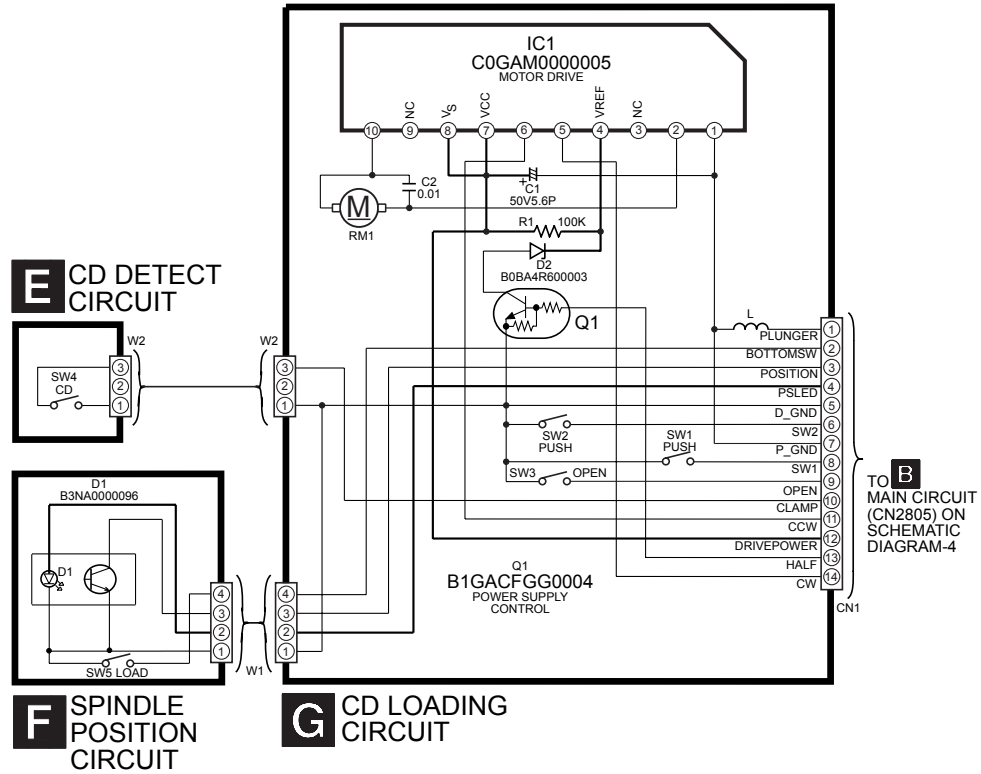 IC1
C0GAM0000005
MOTOR DRIVE
NC
VS
VCC
VREF
NC
10
9
8
7
6
5
4
3
2
1
C2
0.01
+
C1
50V5.6P
M
RM1
R1
100K
D2
B0BA4R600003
Q1
E
CD DETECT
CIRCUIT
W2
W2
SW4
CD
3
2
1
3
2
1
L
PLUNGER
BOTTOMSW
POSITION
PSLED
D_GND
SW2
P_GND
SW1
OPEN
CLAMP
CCW
DRIVEPOWER
HALF
CW
1
2
3
4
5
6
7
8
9
10
11
12
13
14
CN1
SW2
PUSH
SW1
PUSH
SW3
OPEN
TO B
MAIN CIRCUIT
(CN2805) ON
SCHEMATIC
DIAGRAM-4
Q1
B1GACFGG0004
POWER SUPPLY
CONTROL
D1
B3NA0000096
D1
SW5 LOAD
4
3
2
1
W1
4
3
2
1
F
SPINDLE
POSITION
CIRCUIT
G
CD LOADING
CIRCUIT